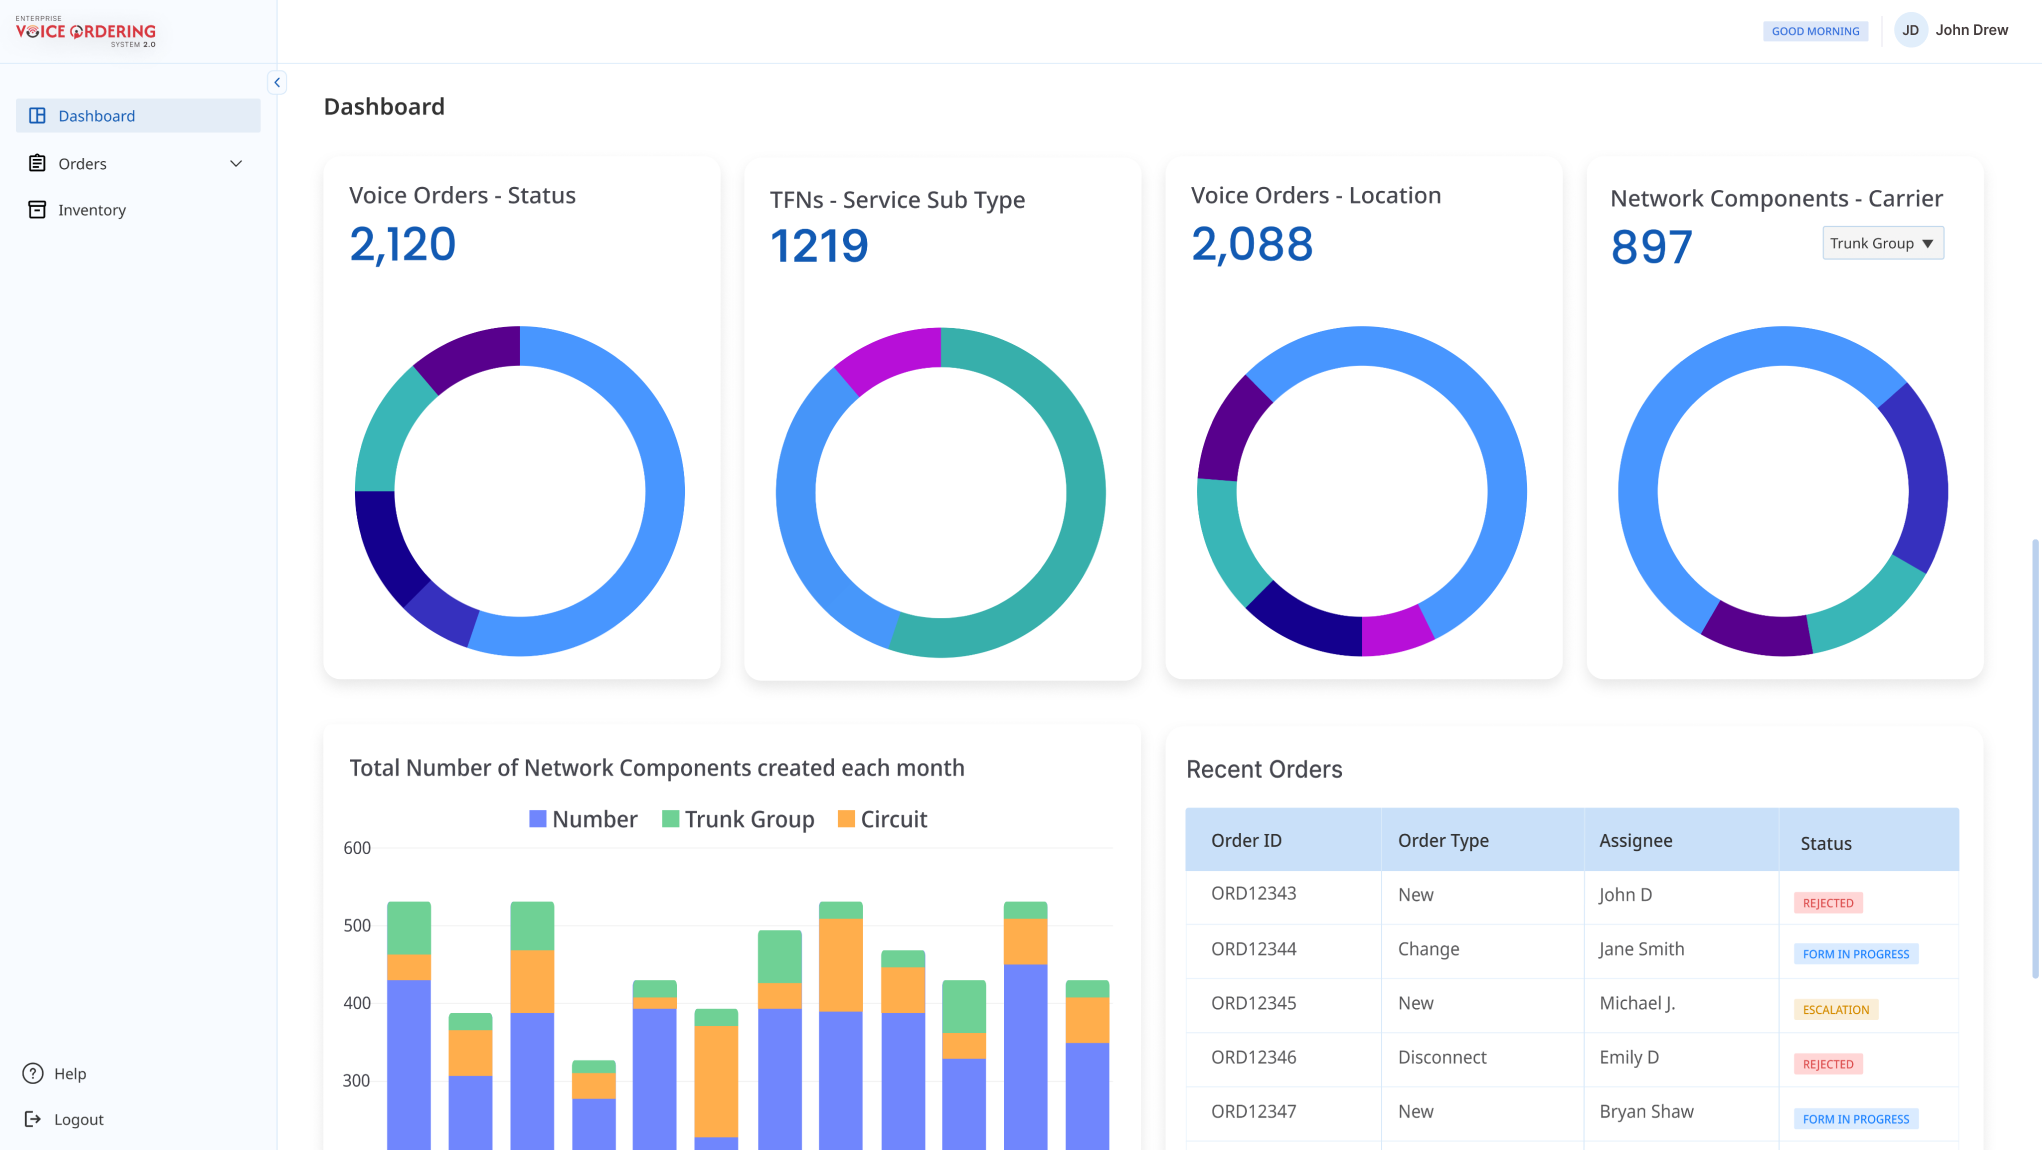 ENTERPRISE
VOICE ORDERING
SYSTEM 2.0
GOOD MORNING
JD
John Drew
Dashboard
Orders
Inventory
Help
Logout
Dashboard
Voice Orders - Status
2,120
TFNs - Service Sub Type
1219
Voice Orders - Location
2,088
Network Components - Carrier
897
Trunk Group ▼
Total Number of Network Components created each month
Number Trunk Group Circuit
600
500
400
300
Recent Orders
Order ID Order Type Assignee Status
ORD12343 New John D REJECTED
ORD12344 Change Jane Smith FORM IN PROGRESS
ORD12345 New Michael J. ESCALATION
ORD12346 Disconnect Emily D REJECTED
ORD12347 New Bryan Shaw FORM IN PROGRESS